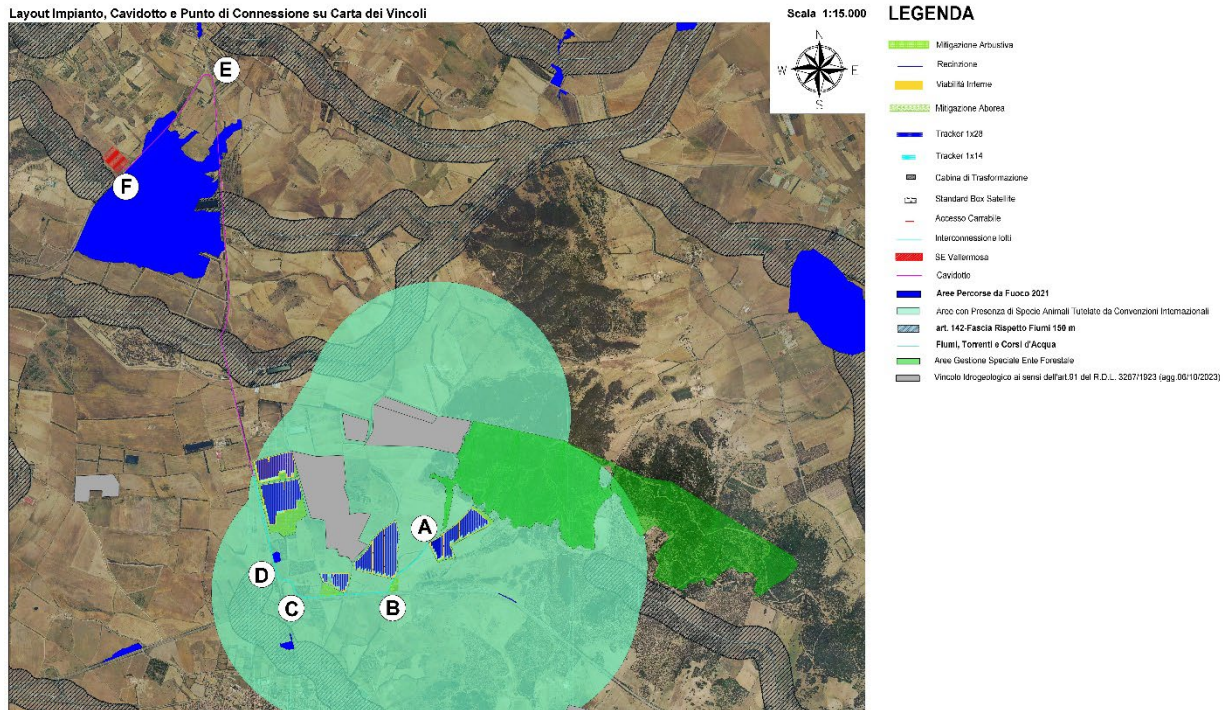 Layout Impianto, Cavidotto e Punto di Connessione su Carta dei Vincoli
Scala 1:15.000
LEGENDA
N
W
E
S
E
F
A
D
C
B
Mitigazione Arbustiva
Recinzione
Viabilità Interne
Mitigazione Aborea
Tracker 1x28
Tracker 1x14
Cabina di Trasformazione
Standard Box Satellite
Accesso Carrabile
Interconnessione lotti
SE Vallermosa
Cavidotto
Aree Percorse da Fuoco 2021
Aree con Presenza di Specie Animali Tutelate da Convenzioni Internazionali
art. 142-Fascia Rispetto Fiumi 150 m
Fiumi, Torrenti e Corsi d'Acqua
Aree Gestione Speciale Ente Forestale
Vincolo Idrogeologico ai sensi dell'art.91 del R.D.L. 3267/1923 (agg.06/10/2023)